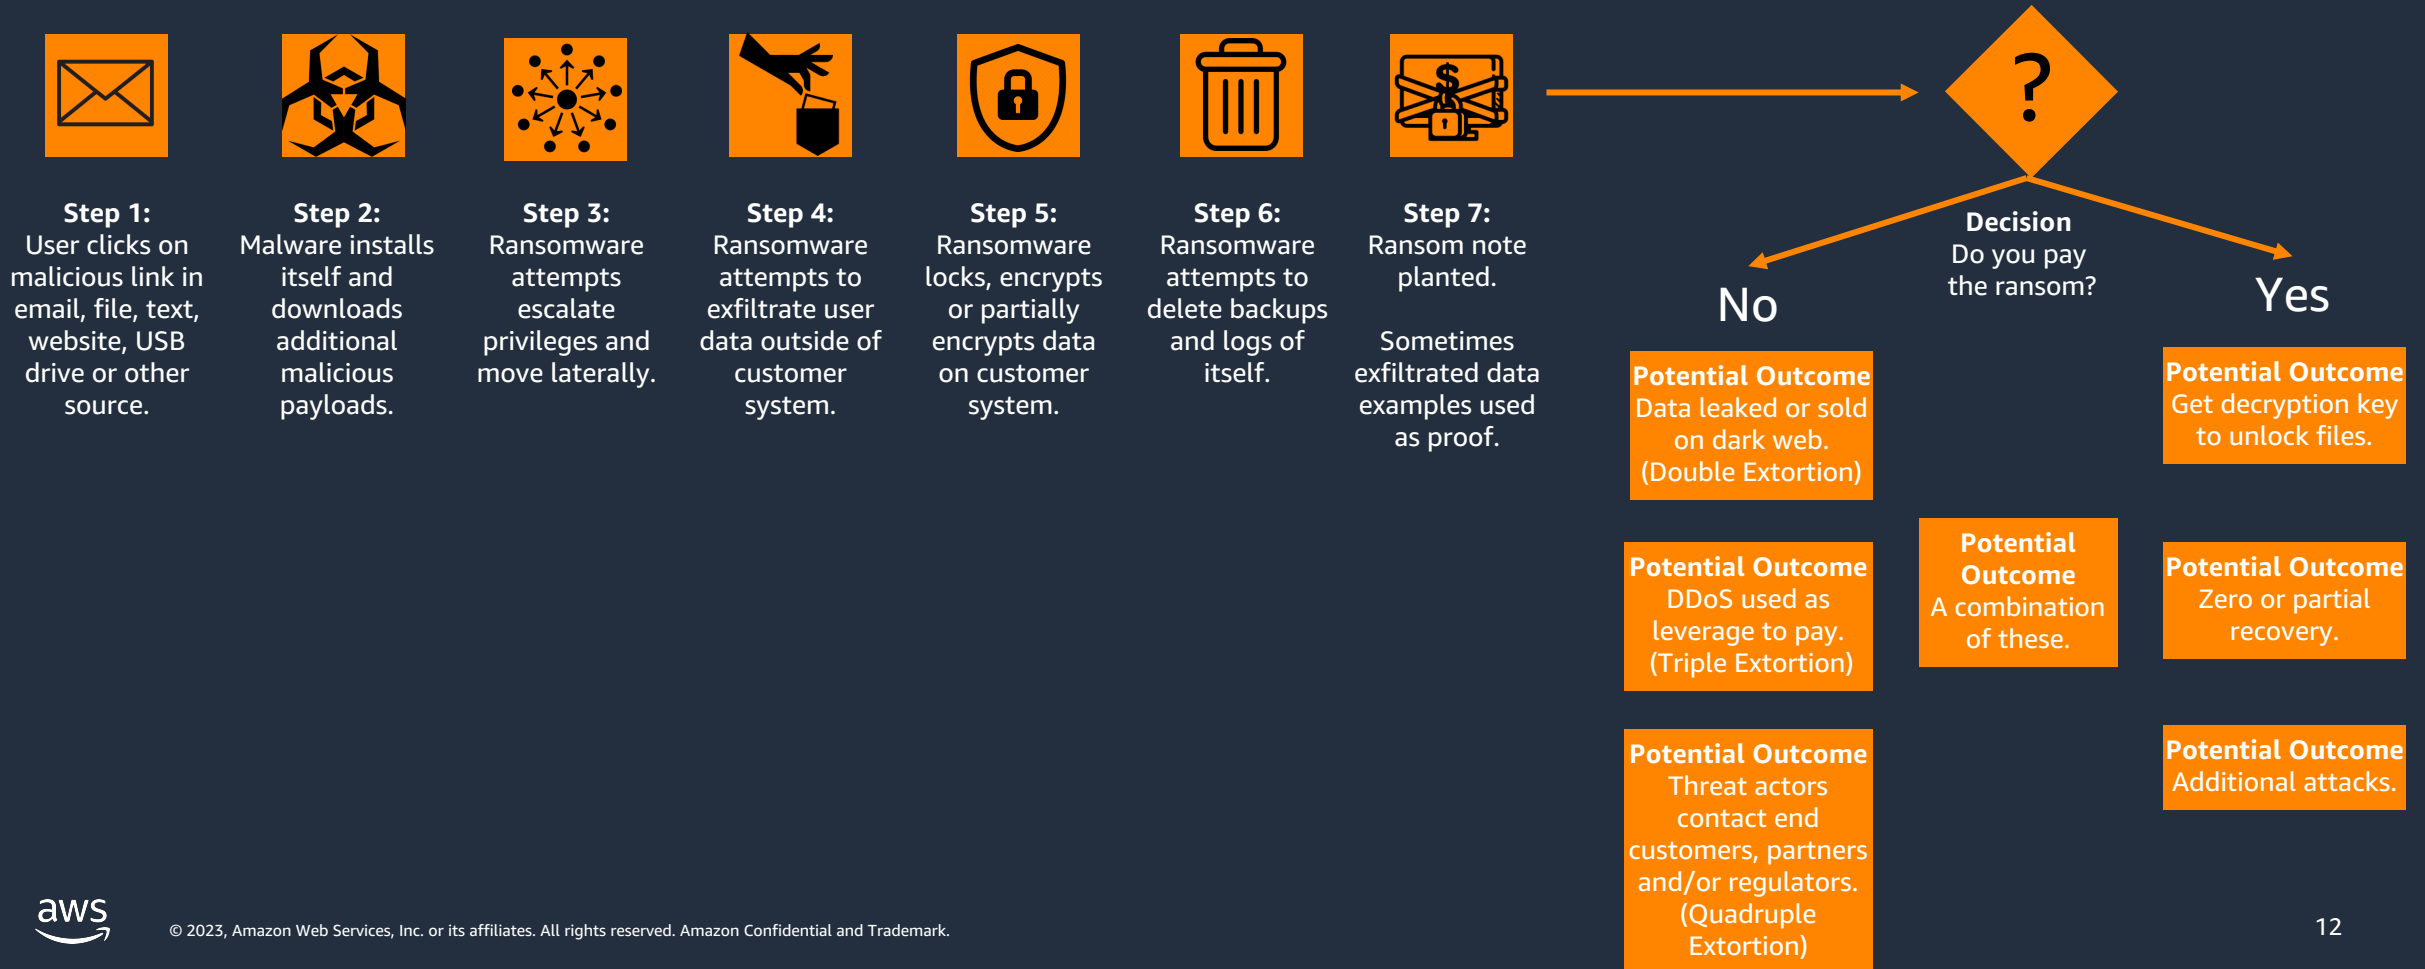 Step 1:
User clicks on
malicious link in
email, file, text,
website, USB
drive or other
source.
Step 2:
Malware installs
itself and
downloads
additional
malicious
payloads.
Step 3:
Ransomware
attempts
escalate
privileges and
move laterally.
Step 4:
Ransomware
attempts to
exfiltrate user
data outside of
customer
system.
Step 5:
Ransomware
locks, encrypts
or partially
encrypts data
on customer
system.
Step 6:
Ransomware
attempts to
delete backups
and logs of
itself.
$
Step 7:
Ransom note
planted.
Sometimes
exfiltrated data
examples used
as proof.
?
Decision
Do you pay
the ransom?
No
Potential Outcome
Data leaked or sold
on dark web.
(Double Extortion)
Potential Outcome
DDoS used as
leverage to pay.
(Triple Extortion)
Potential Outcome
Threat actors
contact end
customers, partners
and/or regulators.
(Quadruple
Extortion)
Potential
Outcome
A combination
of these.
Yes
Potential Outcome
Get decryption key
to unlock files.
Potential Outcome
Zero or partial
recovery.
Potential Outcome
Additional attacks.
aws
© 2023, Amazon Web Services, Inc. or its affiliates. All rights reserved. Amazon Confidential and Trademark.
12